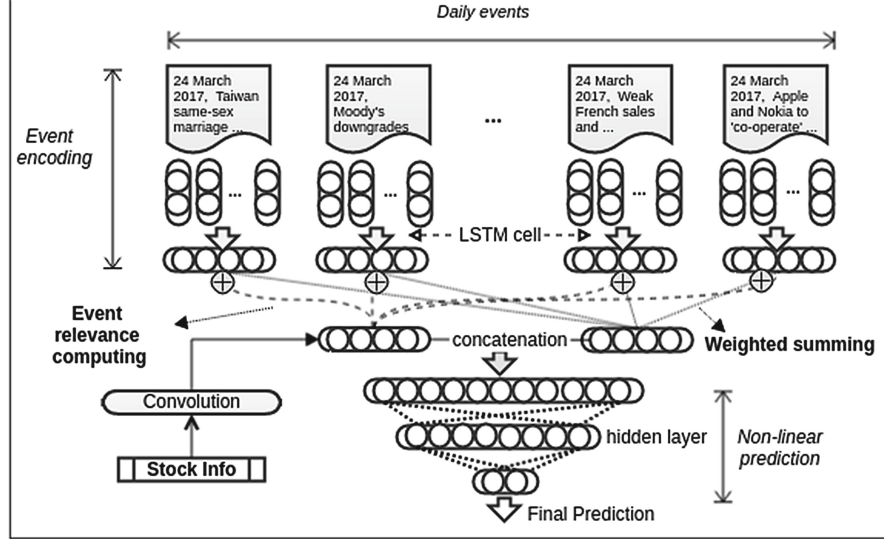 Daily events
24 March
2017, Taiwan
same-sex
marriage ...
24 March
2017,
Moody's
downgrades
...
24 March
2017, Weak
French sales
and ...
24 March
2017, Apple
and Nokia to
'co-operate' ...
Event
encoding
...
...
...
...
LSTM cell
Event
relevance
computing
concatenation
Weighted summing
Convolution
Stock Info
hidden layer
Non-linear
prediction
Final Prediction